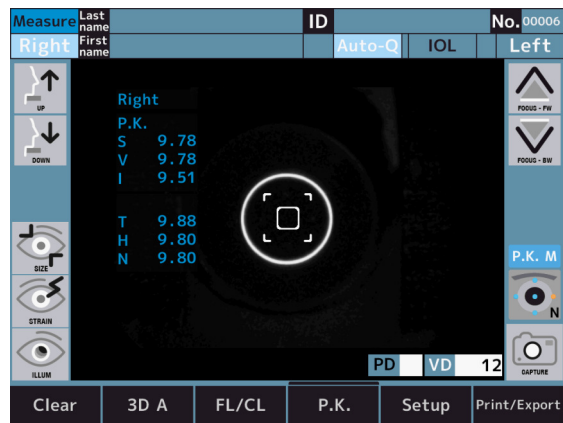 Measure Last name ID No. 00006
Right First name Auto-Q IOL Left
UP
FOCUS - FW
DOWN
FOCUS - BW
Right
P.K.
S 9.78
V 9.78
I 9.51
T 9.88
H 9.80
N 9.80
SIZE
P.K. M
STRAIN
N
ILLUM
CAPTURE
PD VD 12
Clear 3D A FL/CL P.K. Setup Print/Export